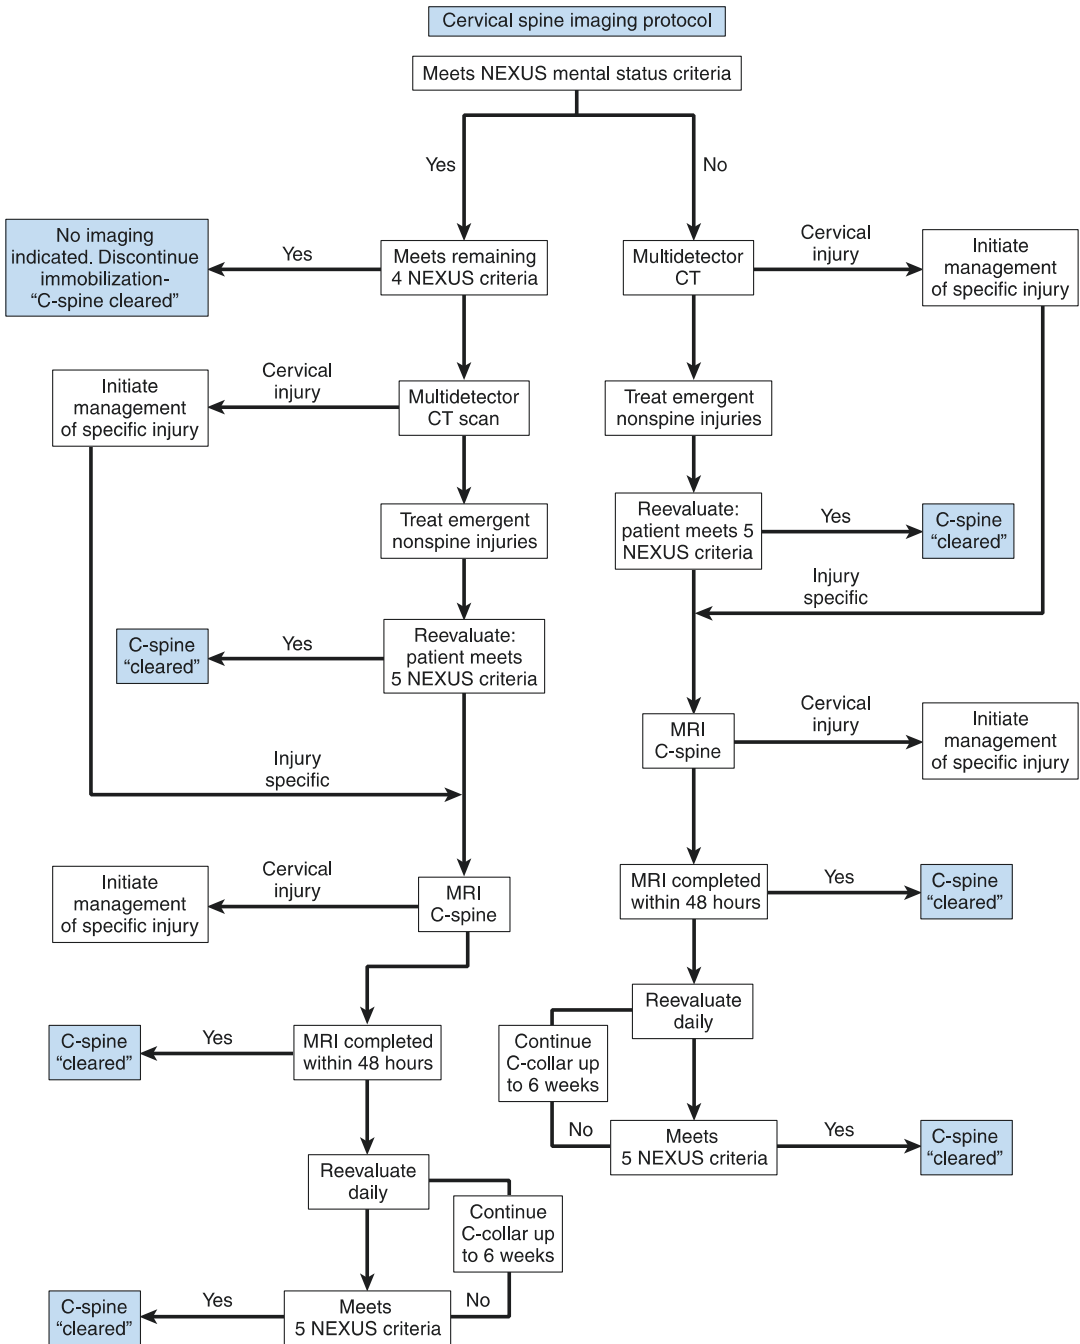 Cervical spine imaging protocol
Meets NEXUS mental status criteria
Yes
No
No imaging
indicated. Discontinue
immobilization-
“C-spine cleared”
Yes
Meets remaining
4 NEXUS criteria
Multidetector
CT
Cervical
injury
Initiate
management
of specific injury
Initiate
management
of specific injury
Cervical
injury
Multidetector
CT scan
Treat emergent
nonspine injuries
Treat emergent
nonspine injuries
Reevaluate:
patient meets 5
NEXUS criteria
Yes
C-spine
“cleared”
Injury
specific
C-spine
“cleared”
Yes
Reevaluate:
patient meets
5 NEXUS criteria
MRI
C-spine
Cervical
injury
Initiate
management
of specific injury
Injury
specific
Initiate
management
of specific injury
Cervical
injury
MRI
C-spine
MRI completed
within 48 hours
Yes
C-spine
“cleared”
Reevaluate
daily
C-spine
“cleared”
Yes
MRI completed
within 48 hours
Continue
C-collar up
to 6 weeks
No
Meets
5 NEXUS criteria
Yes
C-spine
“cleared”
Reevaluate
daily
Continue
C-collar up
to 6 weeks
C-spine
“cleared”
Yes
Meets
5 NEXUS criteria
No